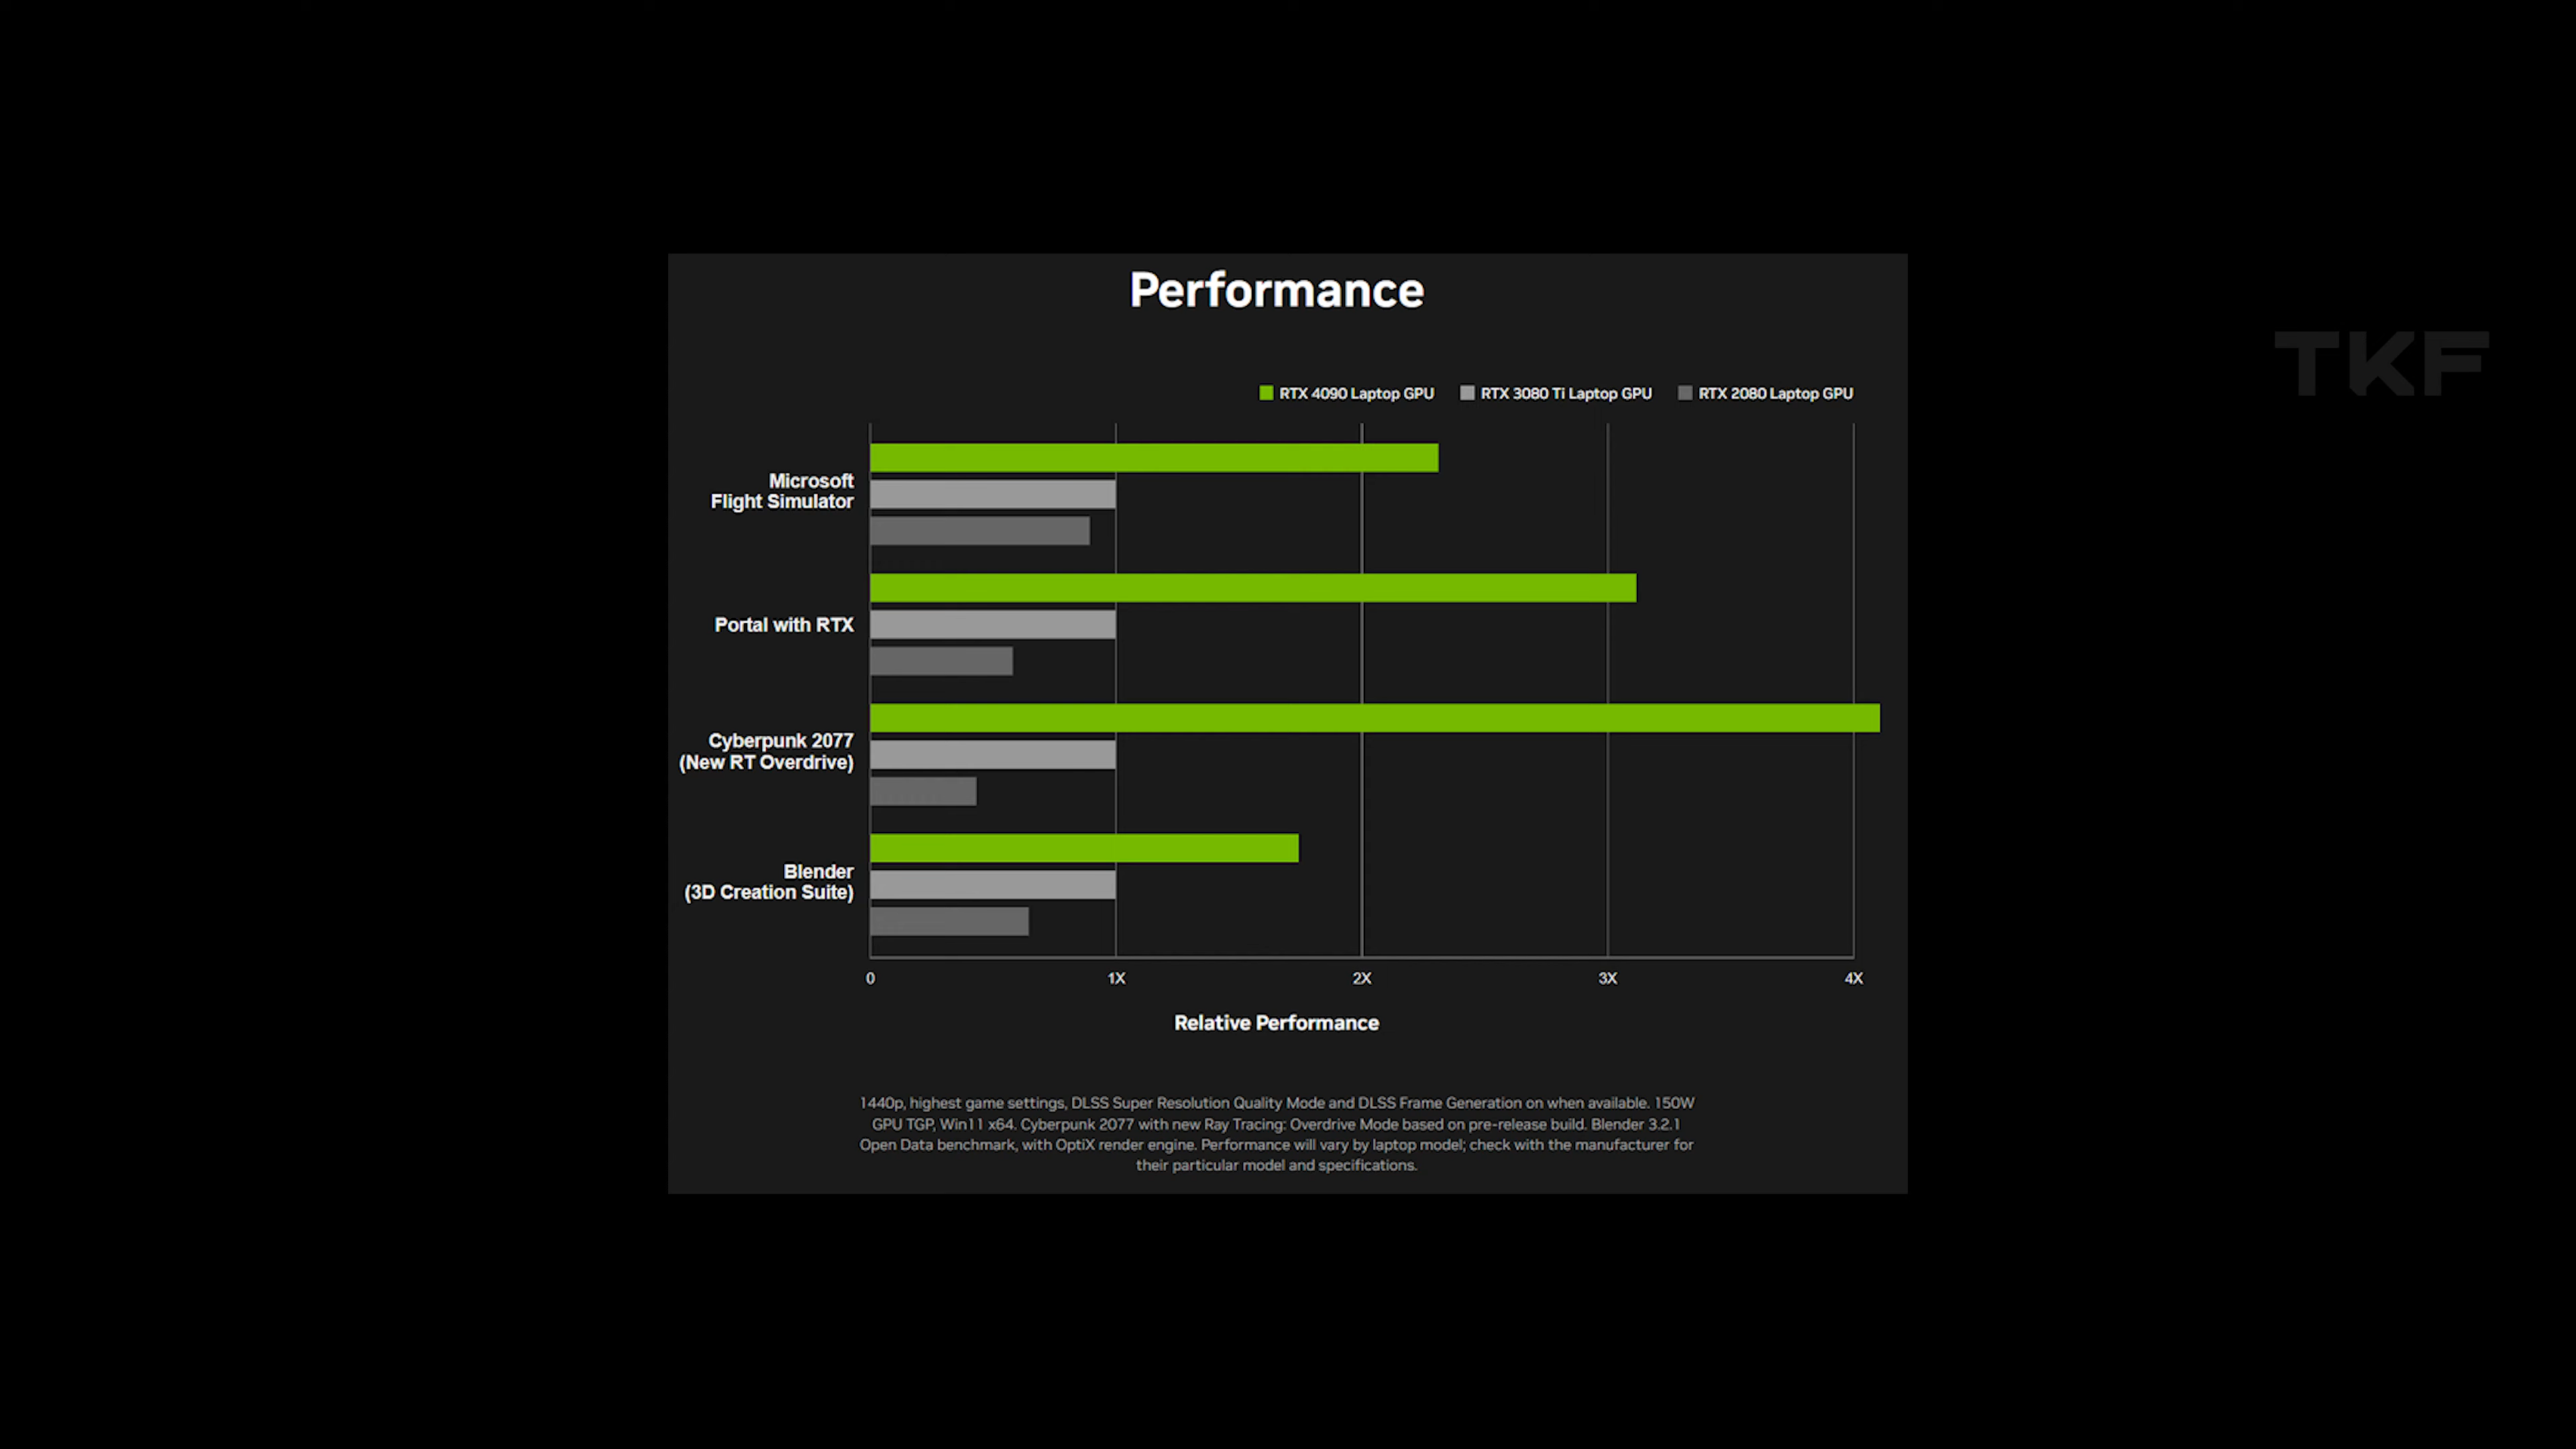 Performance
TKF
RTX 4090 Laptop GPU RTX 3080 Ti Laptop GPU RTX 2080 Laptop GPU
Microsoft
Flight Simulator
Portal with RTX
Cyberpunk 2077
(New RT Overdrive)
Blender
(3D Creation Suite)
0 1X 2X 3X 4X
Relative Performance
1440p, highest game settings, DLSS Super Resolution Quality Mode and DLSS Frame Generation on when available. 150W
GPU TGP, Win11 x64. Cyberpunk 2077 with new Ray Tracing: Overdrive Mode based on pre-release build. Blender 3.2.1
Open Data benchmark, with OptiX render engine. Performance will vary by laptop model; check with the manufacturer for
their particular model and specifications.